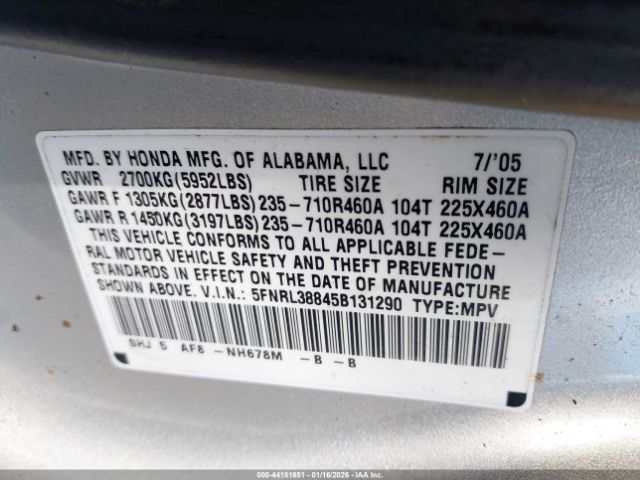 MFD. BY HONDA MFG. OF ALABAMA, LLC 7/'05
GVWR 2700KG(5952LBS) TIRE SIZE RIM SIZE
GAWR F 1305KG(2877LBS)235-710R460A 104T 225X460A
GAWR R 1450KG(3197LBS)235-710R460A 104T 225X460A
THIS VEHICLE CONFORMS TO ALL APPLICABLE FEDE-
RAL MOTOR VEHICLE SAFETY AND THEFT PREVENTION
STANDARDS IN EFFECT ON THE DATE OF MANUFACTURE
SHOWN ABOVE. V.I.N.: 5FNRL38845B131290 TYPE:MPV
SHJ 5 AF8 -NH678M -B -B
000-44181651 | 01/16/2026 - COPYRIGHT IAA, LLC